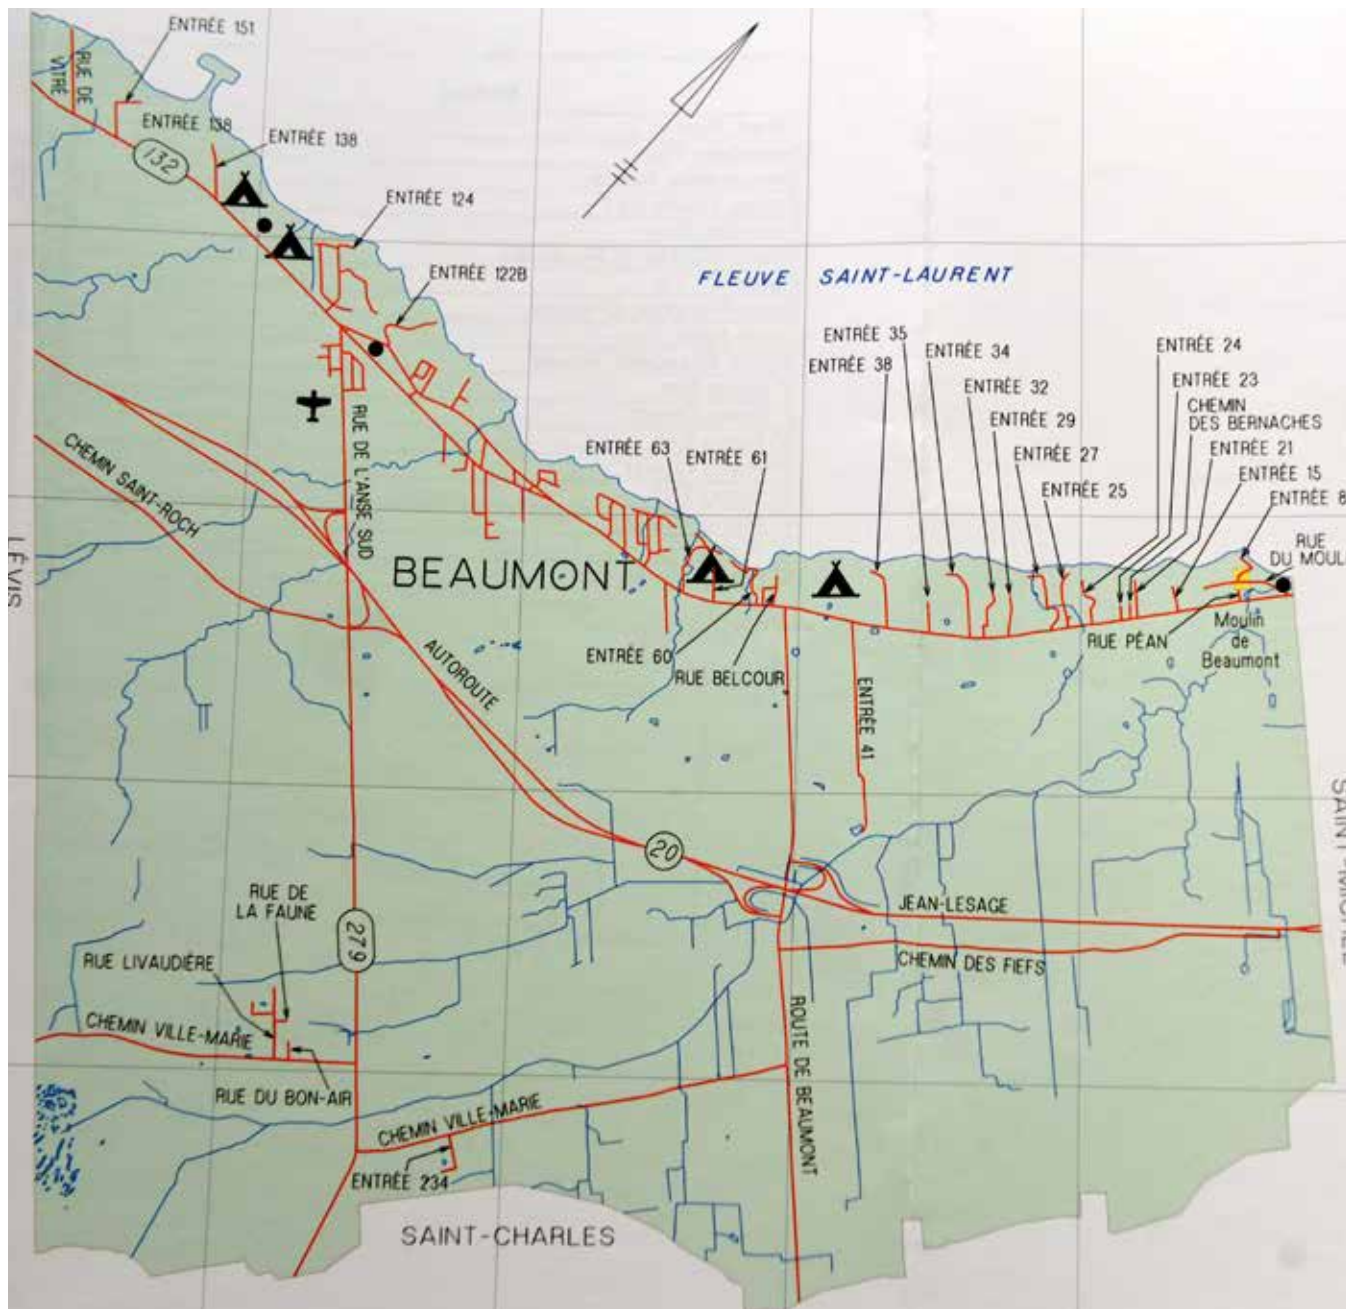 ENTRÉE 151
RUE DE
VITRÉ
ENTRÉE 138
ENTRÉE 138
132
ENTRÉE 124
ENTRÉE 122B
FLEUVE SAINT-LAURENT
ENTRÉE 35
ENTRÉE 38
ENTRÉE 34
ENTRÉE 32
ENTRÉE 29
ENTRÉE 27
ENTRÉE 25
ENTRÉE 24
ENTRÉE 23
CHEMIN
DES BERNACHES
ENTRÉE 21
ENTRÉE 15
ENTRÉE 8
RUE
DU MOULI
RUE DE L'ANSE SUD
CHEMIN SAINT-ROCH
ENTRÉE 63
ENTRÉE 61
LÉVIS
BEAUMONT
AUTOROUTE
ENTRÉE 60
RUE BELCOUR
ENTRÉE 41
RUE PÉAN
Moulin
de
Beaumont
SAINT-MICHEL
20
RUE DE
LA FAUNE
279
JEAN-LESAGE
RUE LIVAUDIÈRE
CHEMIN DES FIEFS
CHEMIN VILLE-MARIE
ROUTE DE BEAUMONT
RUE DU BON-AIR
CHEMIN VILLE-MARIE
ENTRÉE 234
SAINT-CHARLES